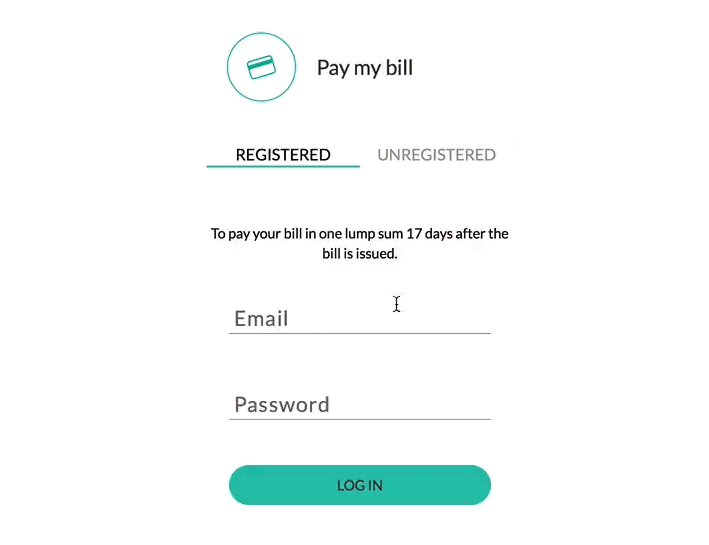 Pay my bill
REGISTERED
UNREGISTERED
To pay your bill in one lump sum 17 days after the
bill is issued.
Email
Password
LOG IN